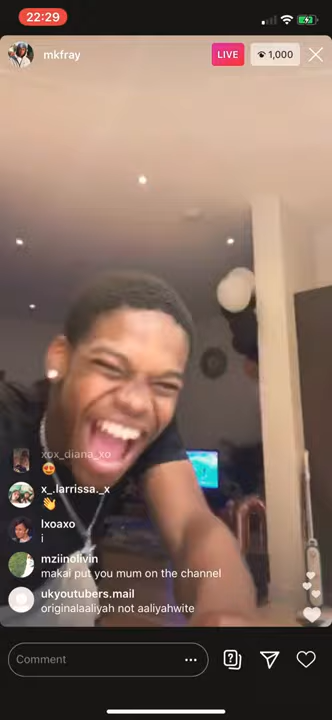 22:29
mkfray
LIVE
1,000
xox_diana_xo
😍
x_.larrissa._x
👋
lxoaxo
i
mziinolivin
makai put you mum on the channel
ukyoutubers.mail
originalaaliyah not aaliyahwite
Comment